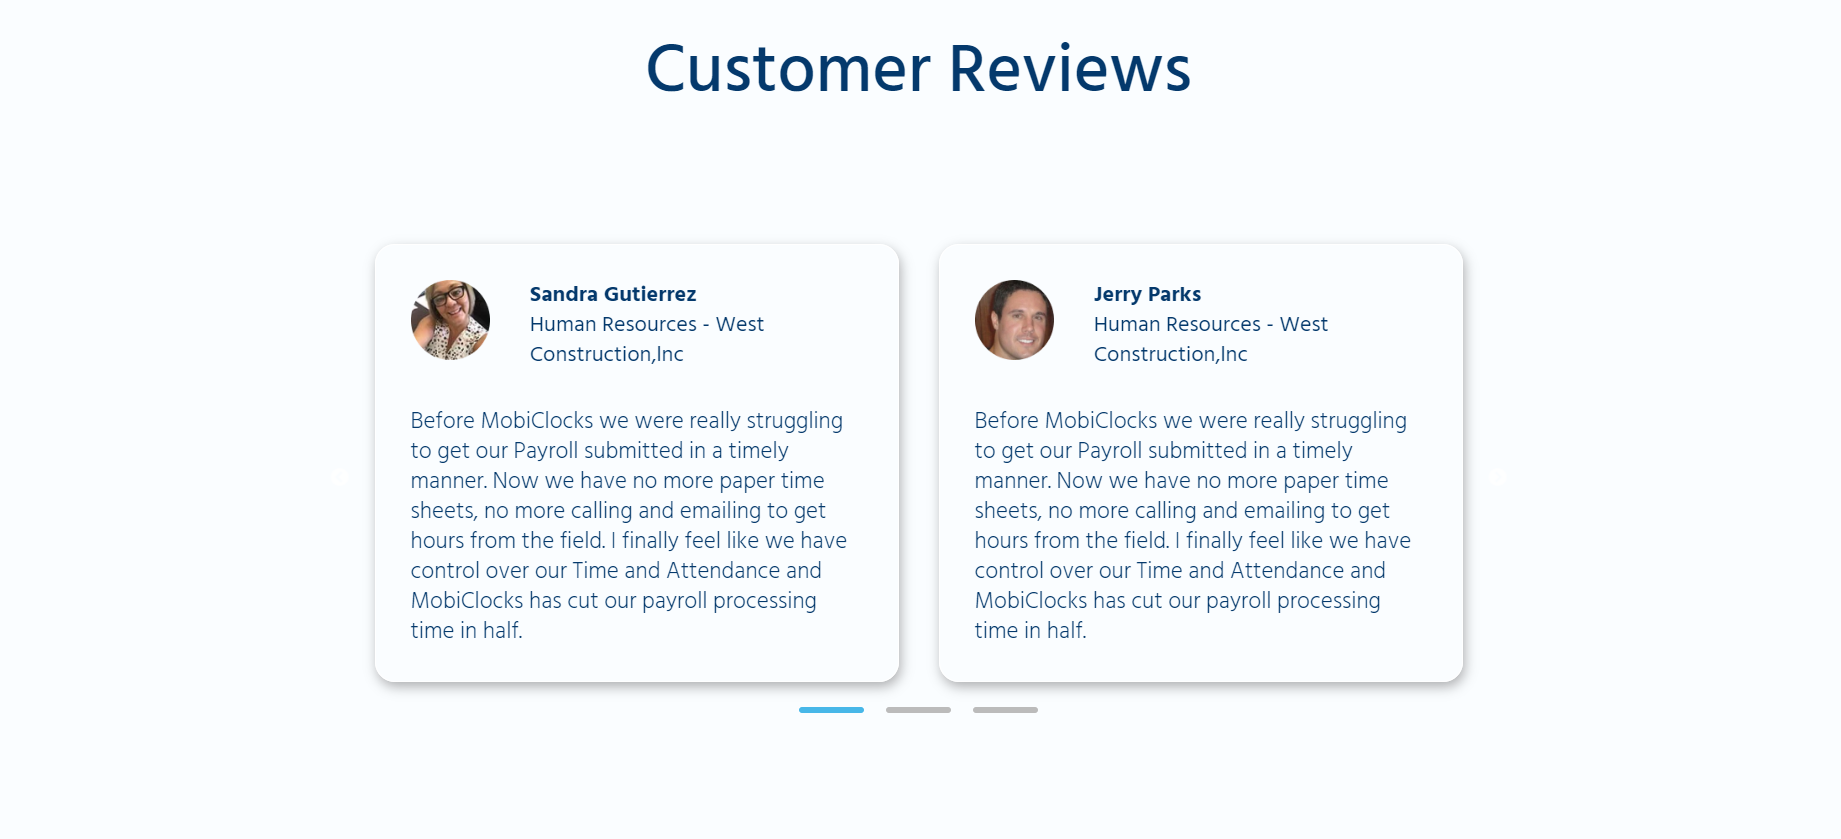 Customer Reviews
Sandra Gutierrez
Human Resources - West
Construction,Inc
Before MobiClocks we were really struggling
to get our Payroll submitted in a timely
manner. Now we have no more paper time
sheets, no more calling and emailing to get
hours from the field. I finally feel like we have
control over our Time and Attendance and
MobiClocks has cut our payroll processing
time in half.
Jerry Parks
Human Resources - West
Construction,Inc
Before MobiClocks we were really struggling
to get our Payroll submitted in a timely
manner. Now we have no more paper time
sheets, no more calling and emailing to get
hours from the field. I finally feel like we have
control over our Time and Attendance and
MobiClocks has cut our payroll processing
time in half.